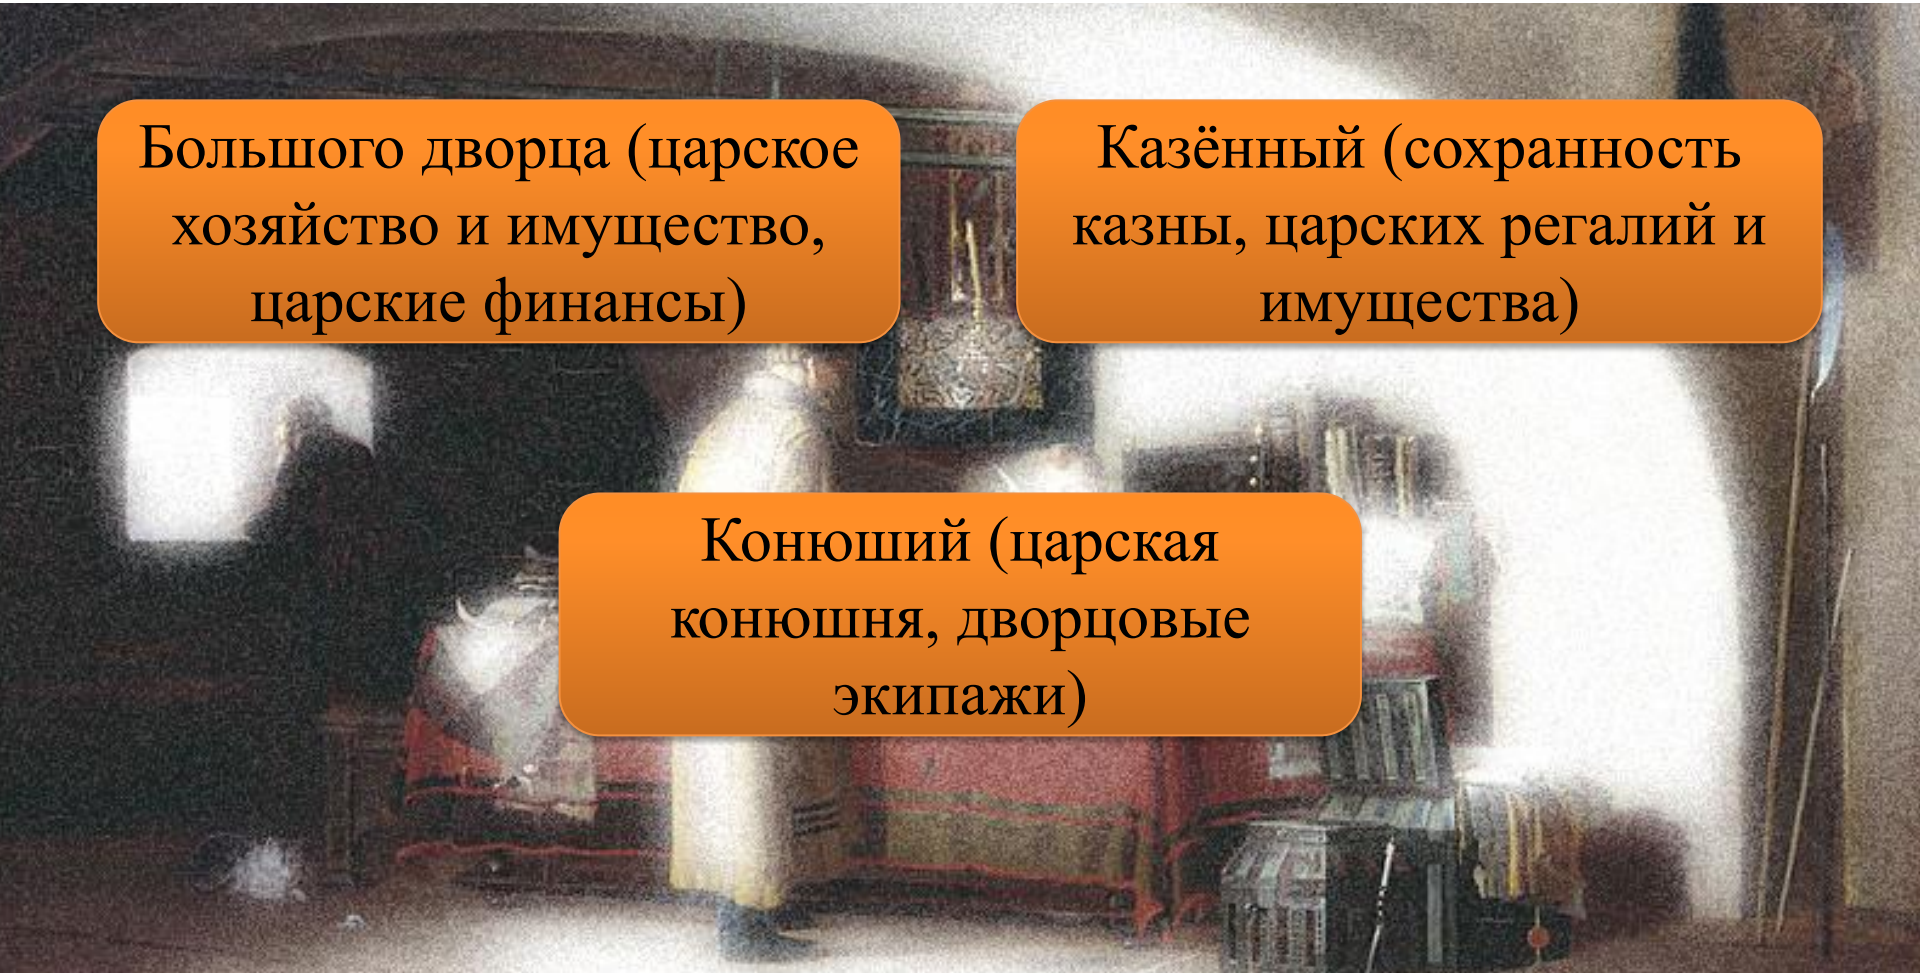 Большого дворца (царское
хозяйство и имущество,
царские финансы)
Казённый (сохранность
казны, царских регалий и
имущества)
Конюший (царская
конюшня, дворцовые
экипажи)